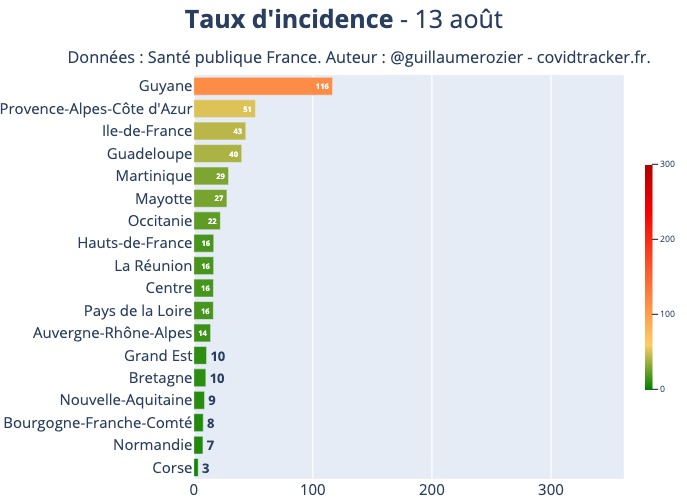 Taux d'incidence - 13 août
Données : Santé publique France. Auteur : @guillaumerozier - covidtracker.fr.
Guyane 116
Provence-Alpes-Côte d'Azur 51
Ile-de-France 43
Guadeloupe 40
Martinique 29
Mayotte 27
Occitanie 22
Hauts-de-France 16
La Réunion 16
Centre 16
Pays de la Loire 16
Auvergne-Rhône-Alpes 14
Grand Est 10
Bretagne 10
Nouvelle-Aquitaine 9
Bourgogne-Franche-Comté 8
Normandie 7
Corse 3
0 100 200 300
300
200
100
0